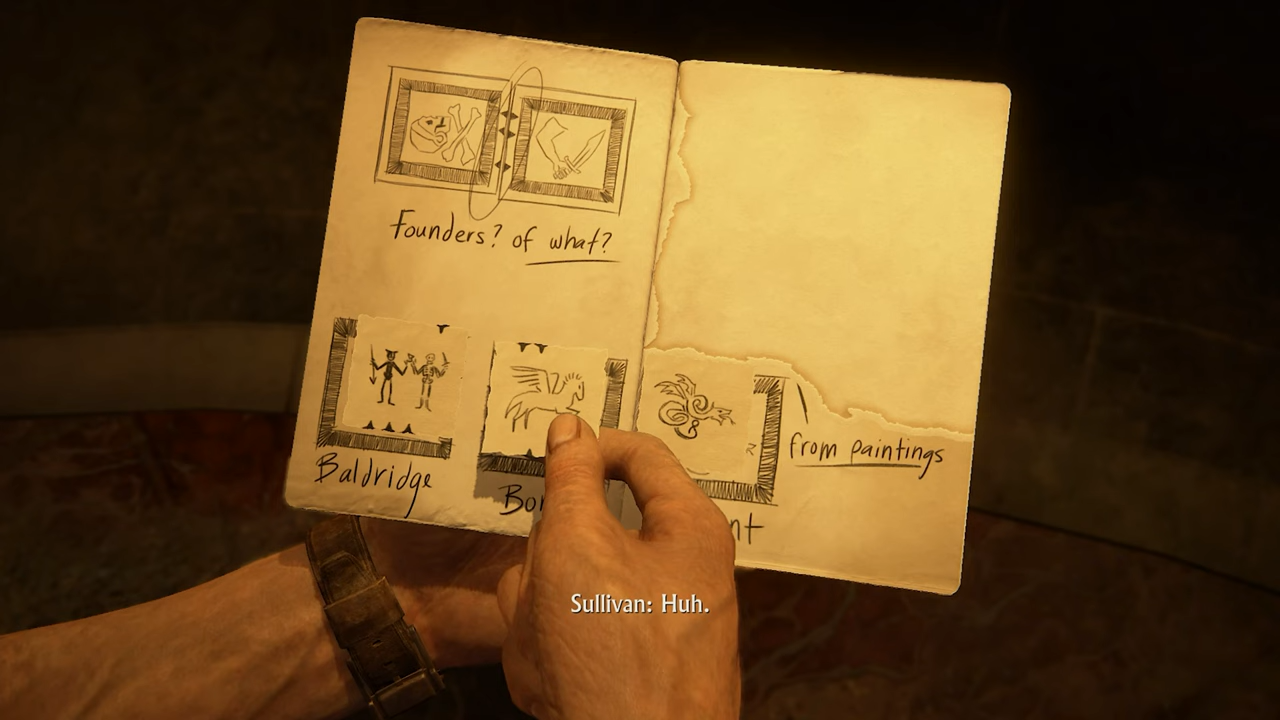 Founders? of what?
Baldridge
from paintings
Sullivan: Huh.